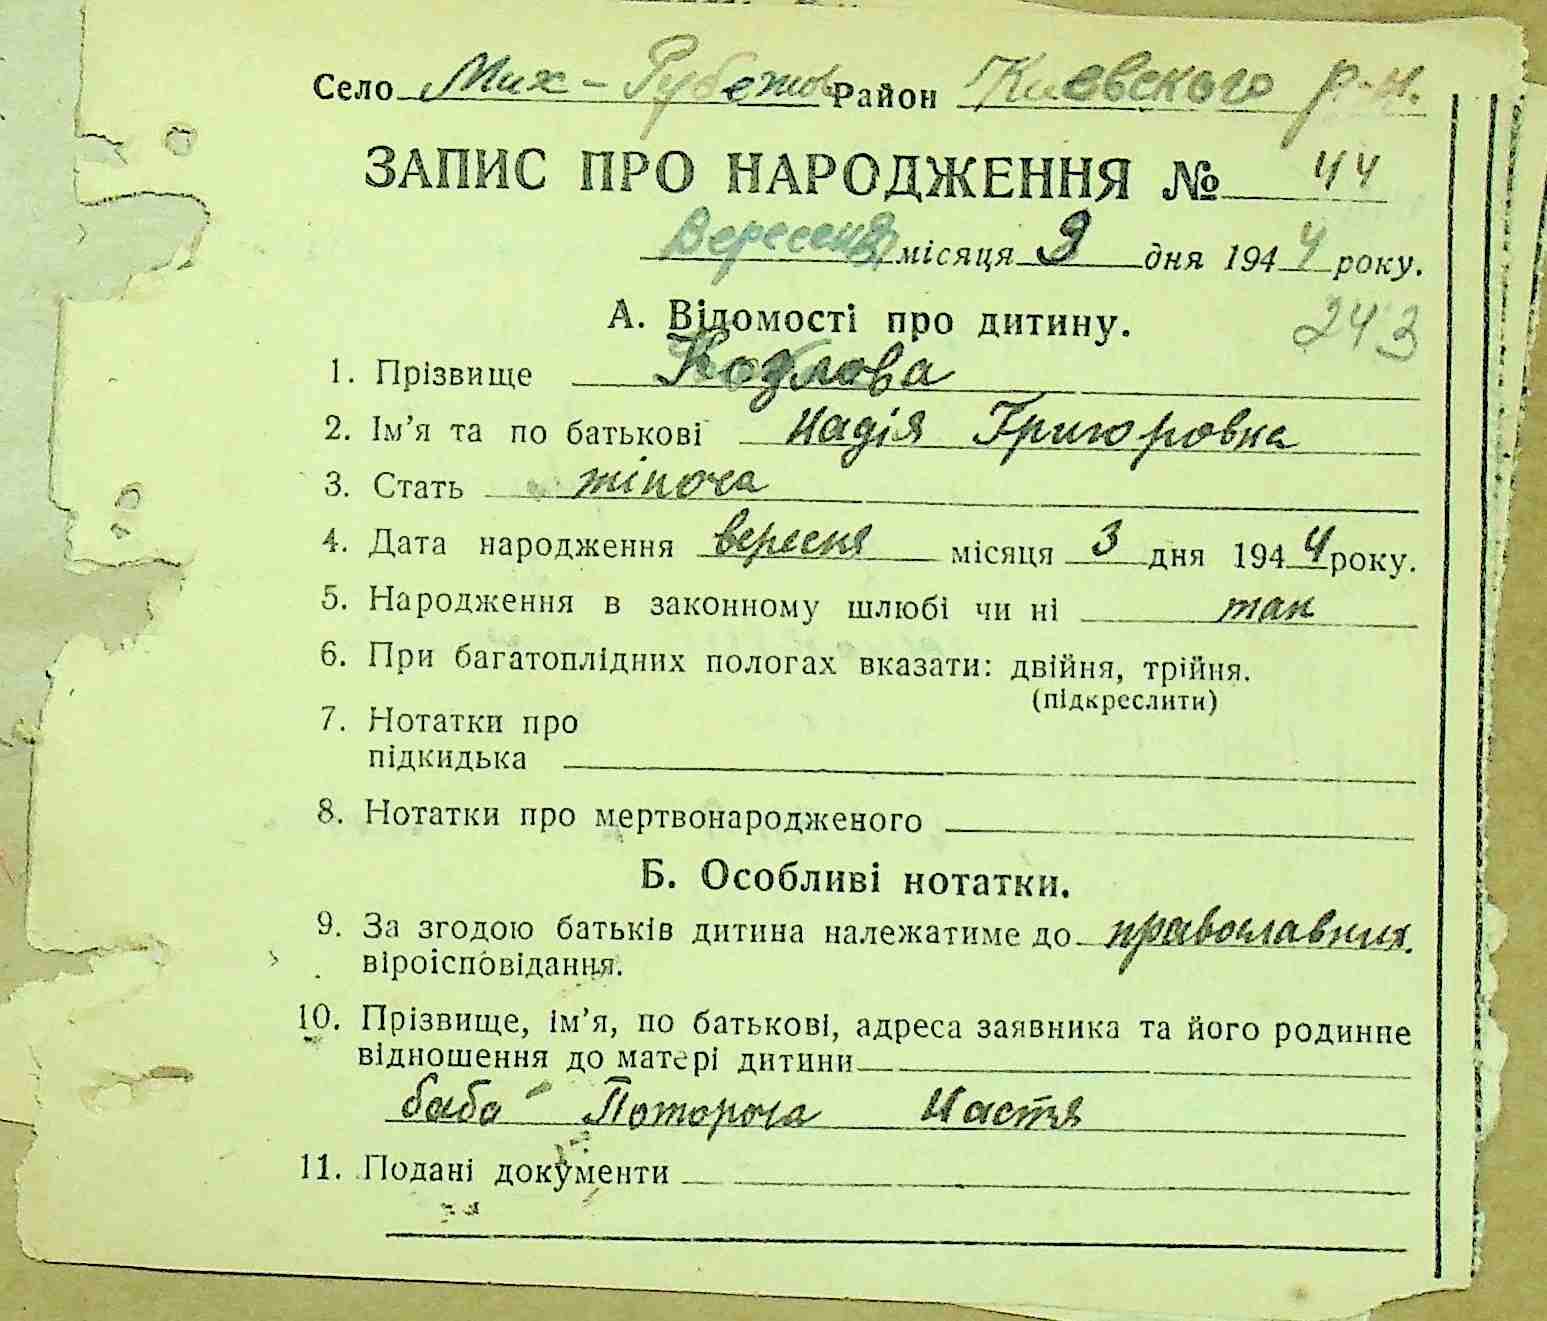 Село Мих-Рубежов Район Киевского р-н.
ЗАПИС ПРО НАРОДЖЕННЯ № 44
Вересеня місяця 9 дня 1944 року.
243
А. Відомості про дитину.
1. Прізвище Козлова
2. Ім’я та по батькові Надія Григоровна
3. Стать жіноча
4. Дата народження вересня місяця 3 дня 1944 року.
5. Народження в законному шлюбі чи ні так
6. При багатоплідних пологах вказати: двійня, трійня.
(підкреслити)
7. Нотатки про
підкидька
8. Нотатки про мертвонародженого
Б. Особливі нотатки.
9. За згодою батьків дитина належатиме до православних
віроісповідання.
10. Прізвище, ім’я, по батькові, адреса заявника та його родинне
відношення до матері дитини
баба Потороча Настя
11. Подані документи